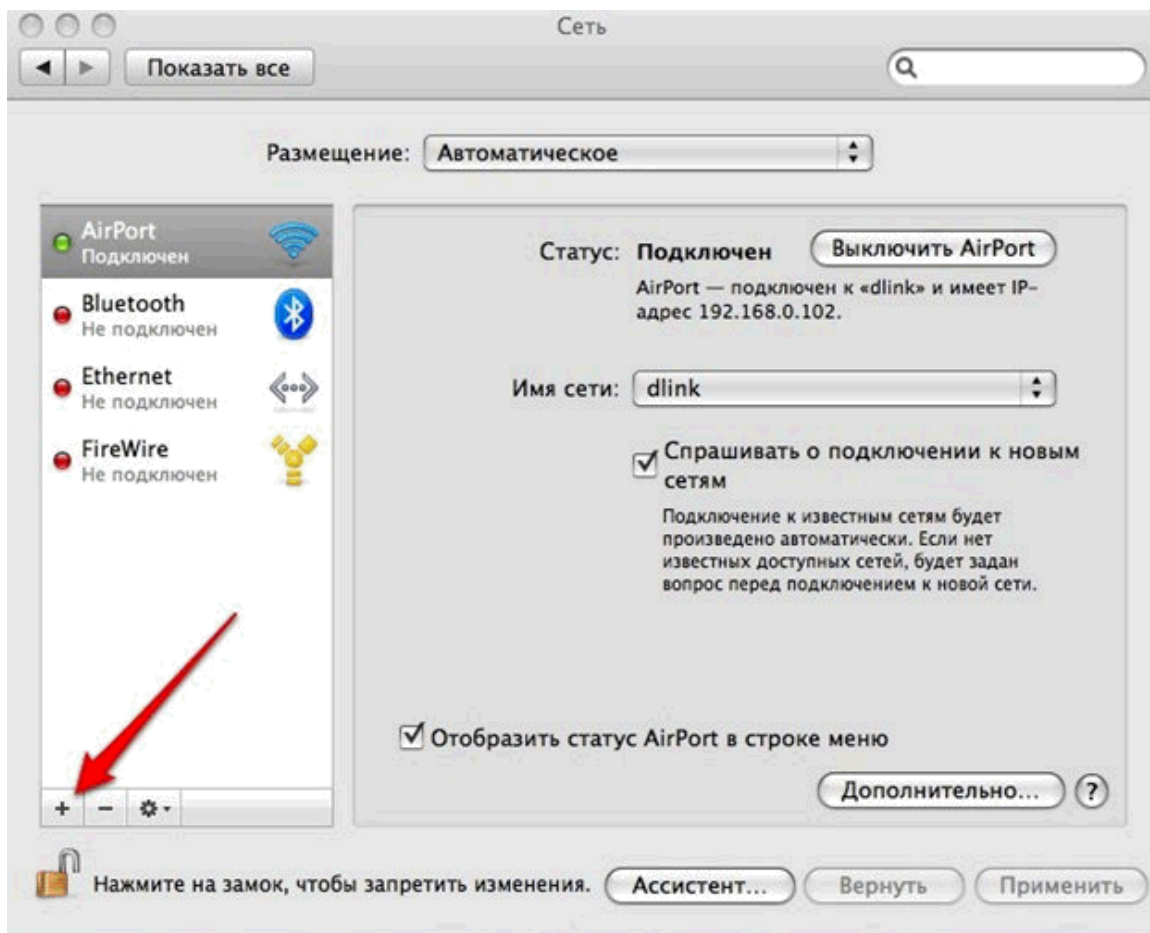 Сеть
Показать все
Размещение: Автоматическое
AirPort
Подключен
Bluetooth
Не подключен
Ethernet
Не подключен
FireWire
Не подключен
Статус: Подключен Выключить AirPort
AirPort — подключен к «dlink» и имеет IP-
адрес 192.168.0.102.
Имя сети: dlink
Спрашивать о подключении к новым
сетям
Подключение к известным сетям будет
произведено автоматически. Если нет
известных доступных сетей, будет задан
вопрос перед подключением к новой сети.
Отобразить статус AirPort в строке меню
Дополнительно... ?
Нажмите на замок, чтобы запретить изменения. Ассистент... Вернуть Применить